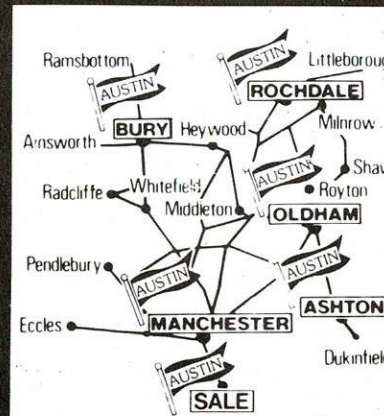 Ramsbottom
AUSTIN
AUSTIN
Littleboroug
ROCHDALE
BURY
Heywood
Milnrow
Ainsworth
AUSTIN
Shaw
Radcliffe
Whitefield
Royton
Middleton
OLDHAM
Pendlebury
AUSTIN
AUSTIN
ASHTON
Eccles
MANCHESTER
Dukinfield
AUSTIN
SALE